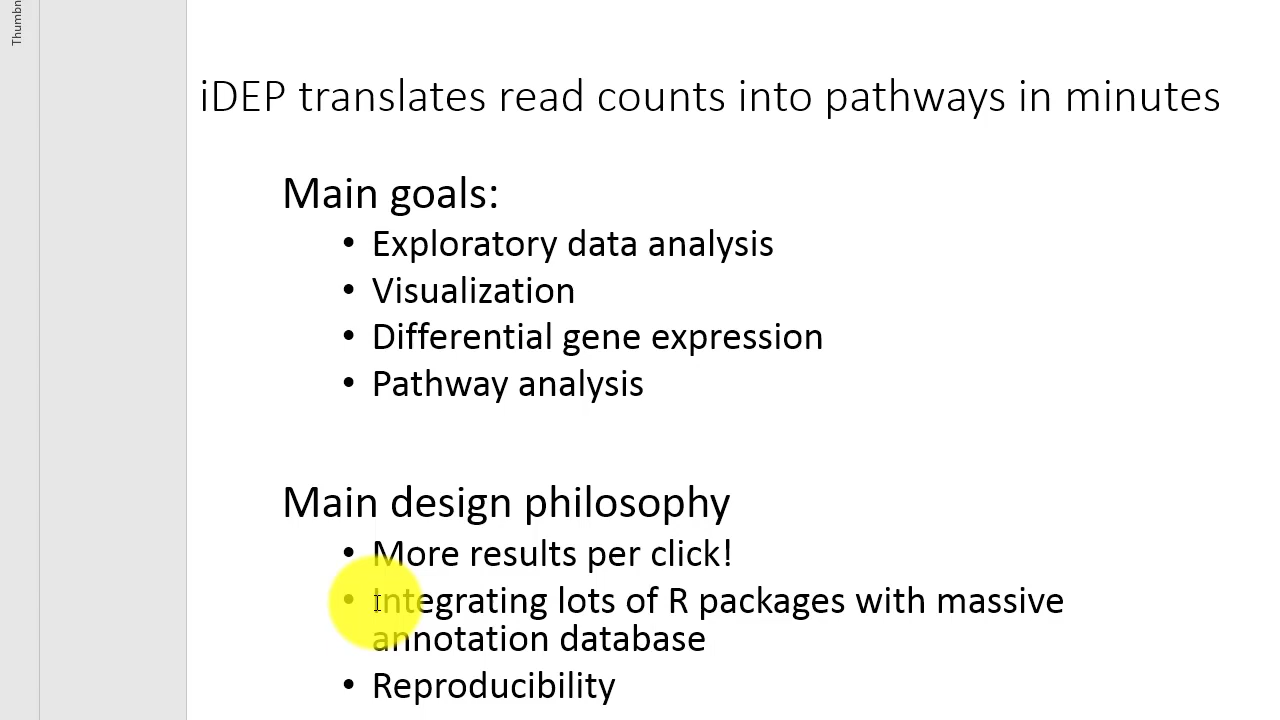 Thumbn
iDEP translates read counts into pathways in minutes
Main goals:
• Exploratory data analysis
• Visualization
• Differential gene expression
• Pathway analysis
Main design philosophy
• More results per click!
• Integrating lots of R packages with massive
annotation database
• Reproducibility